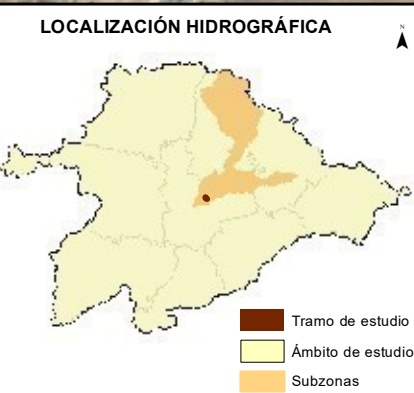 LOCALIZACIÓN HIDROGRÁFICA
N
Tramo de estudio
Ámbito de estudio
Subzonas